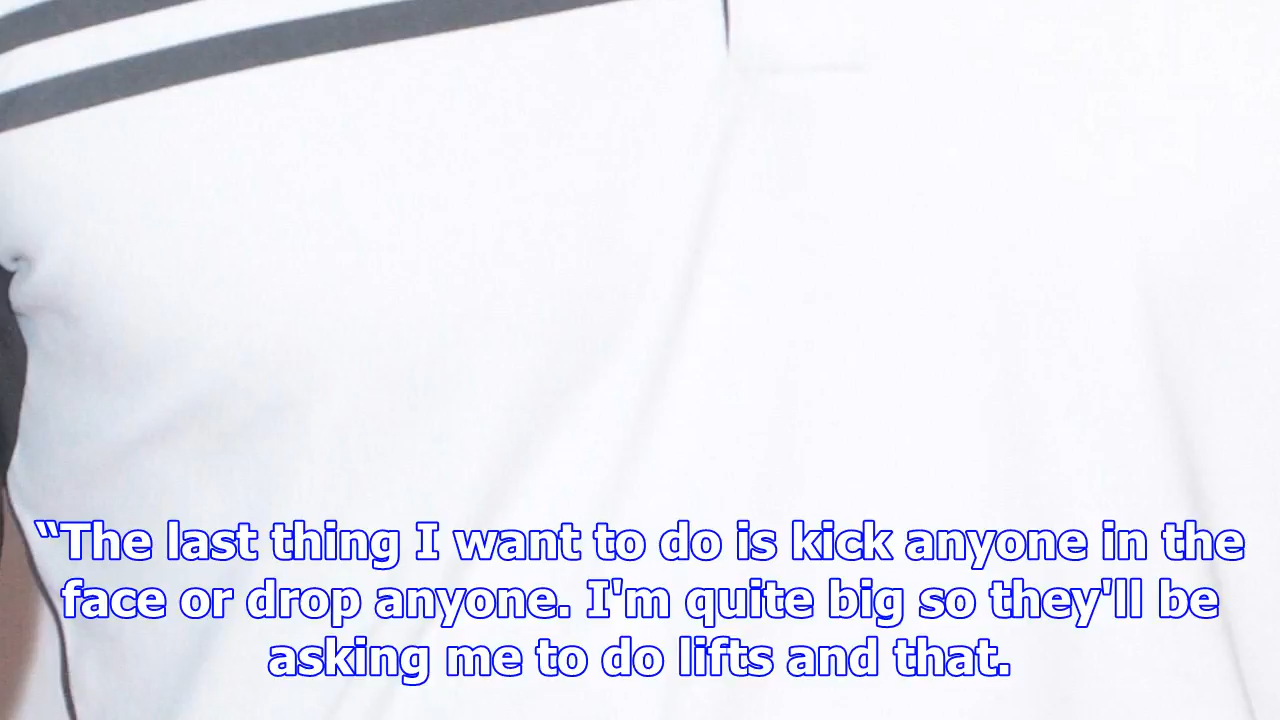 “The last thing I want to do is kick anyone in the
face or drop anyone. I'm quite big so they'll be
asking me to do lifts and that.